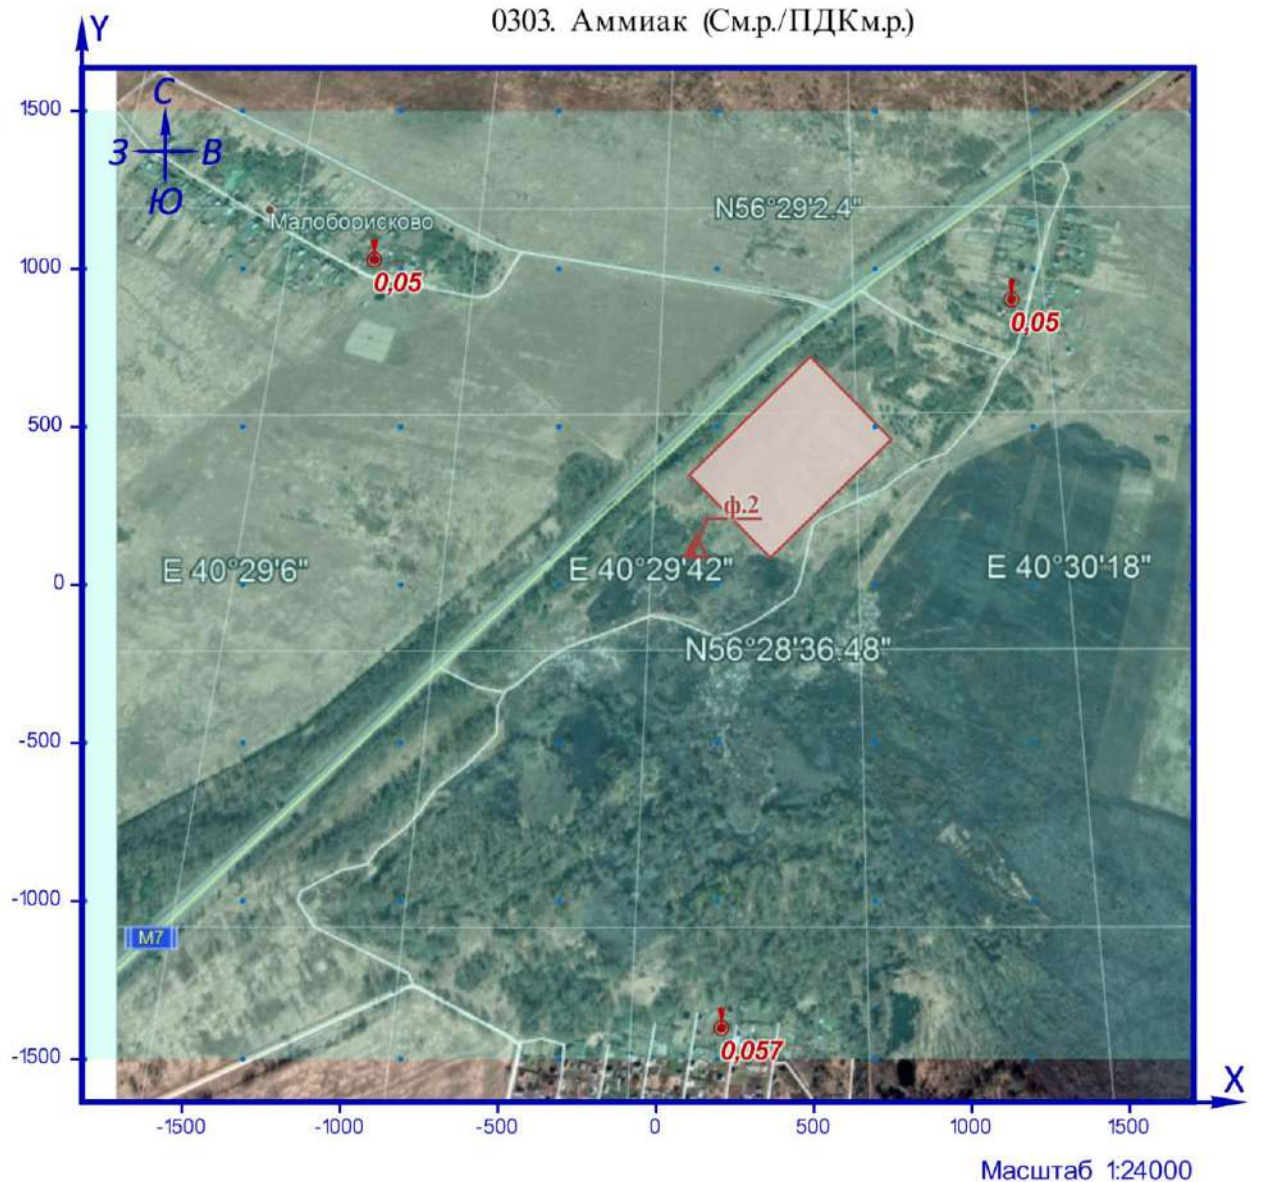 0303. Аммиак (См.р./ПДКм.р.)
Y
1500
С
З В
Ю
Малоборисково
N56°29'2.4"
1000
0,05
0,05
500
ф.2
E 40°29'6"
E 40°29'42"
E 40°30'18"
0
N56°28'36.48"
-500
-1000
М7
-1500
0,057
X
-1500 -1000 -500 0 500 1000 1500
Масштаб 1:24000